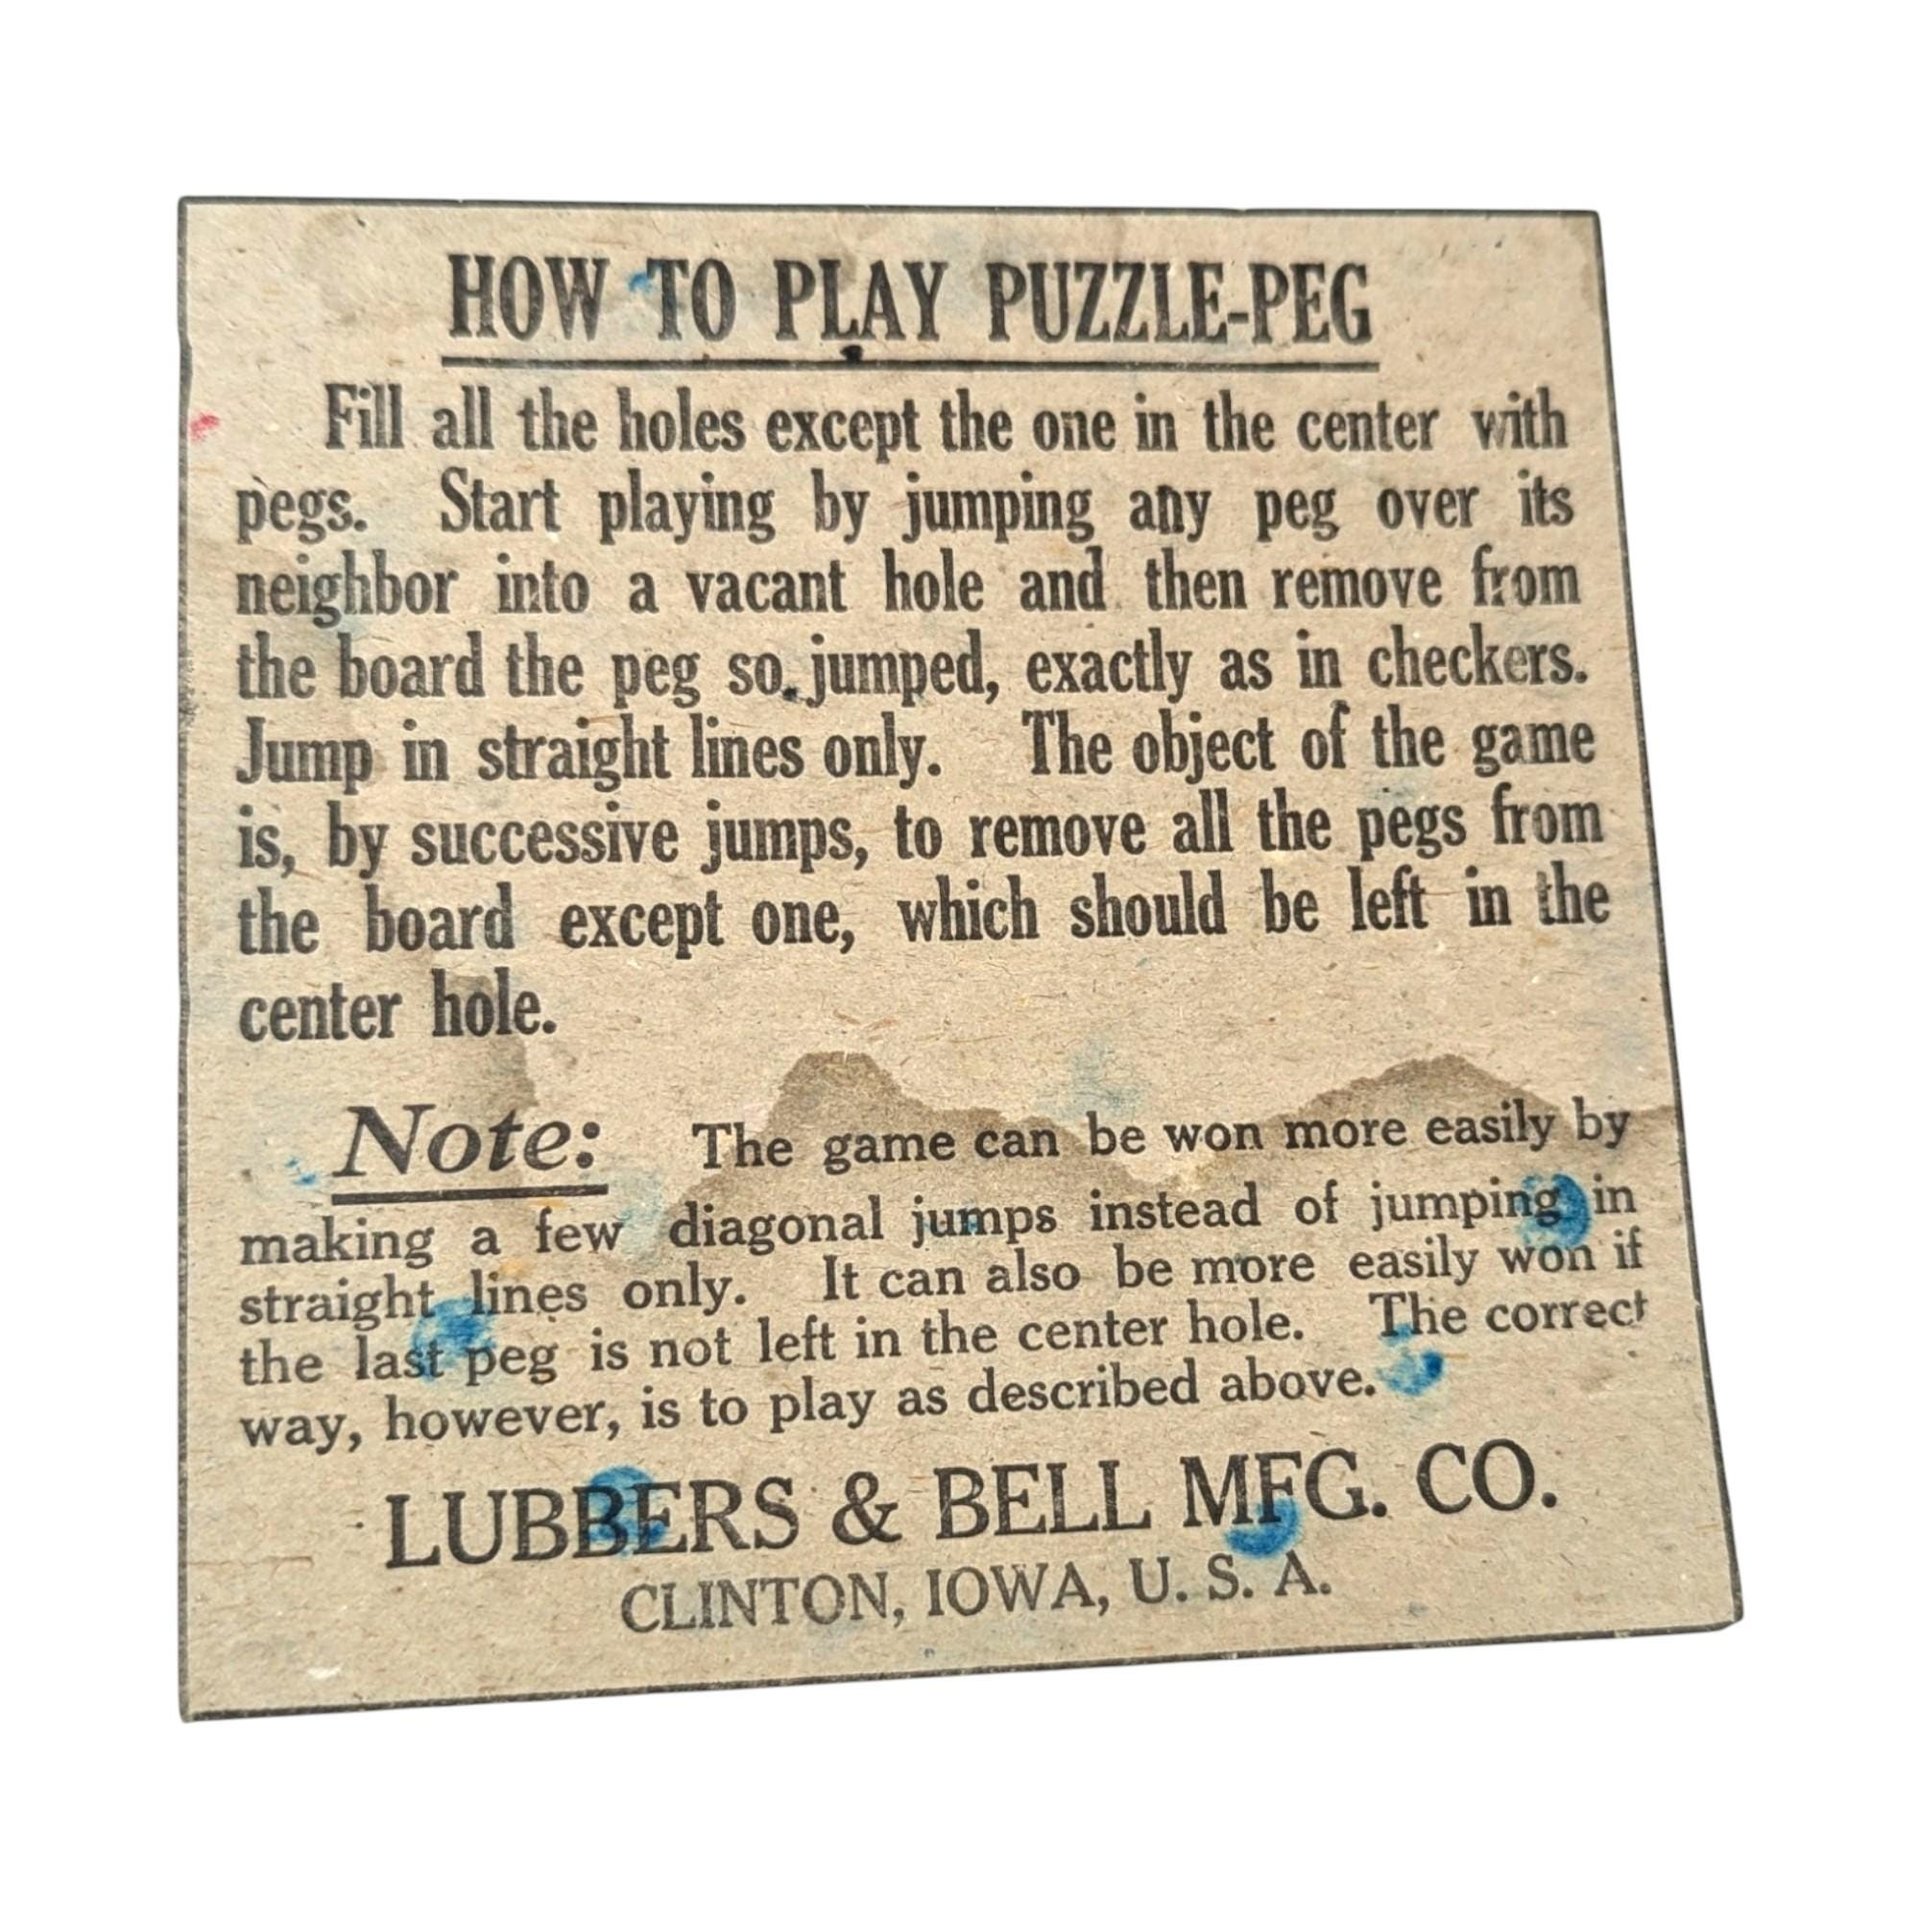 HOW TO PLAY PUZZLE-PEG
Fill all the holes except the one in the center with
pegs. Start playing by jumping any peg over its
neighbor into a vacant hole and then remove from
the board the peg so jumped, exactly as in checkers.
Jump in straight lines only. The object of the game
is, by successive jumps, to remove all the pegs from
the board except one, which should be left in the
center hole.
Note: The game can be won more easily by
making a few diagonal jumps instead of jumping in
straight lines only. It can also be more easily won if
the last peg is not left in the center hole. The correct
way, however, is to play as described above.
LUBBERS & BELL MFG. CO.
CLINTON, IOWA, U. S. A.